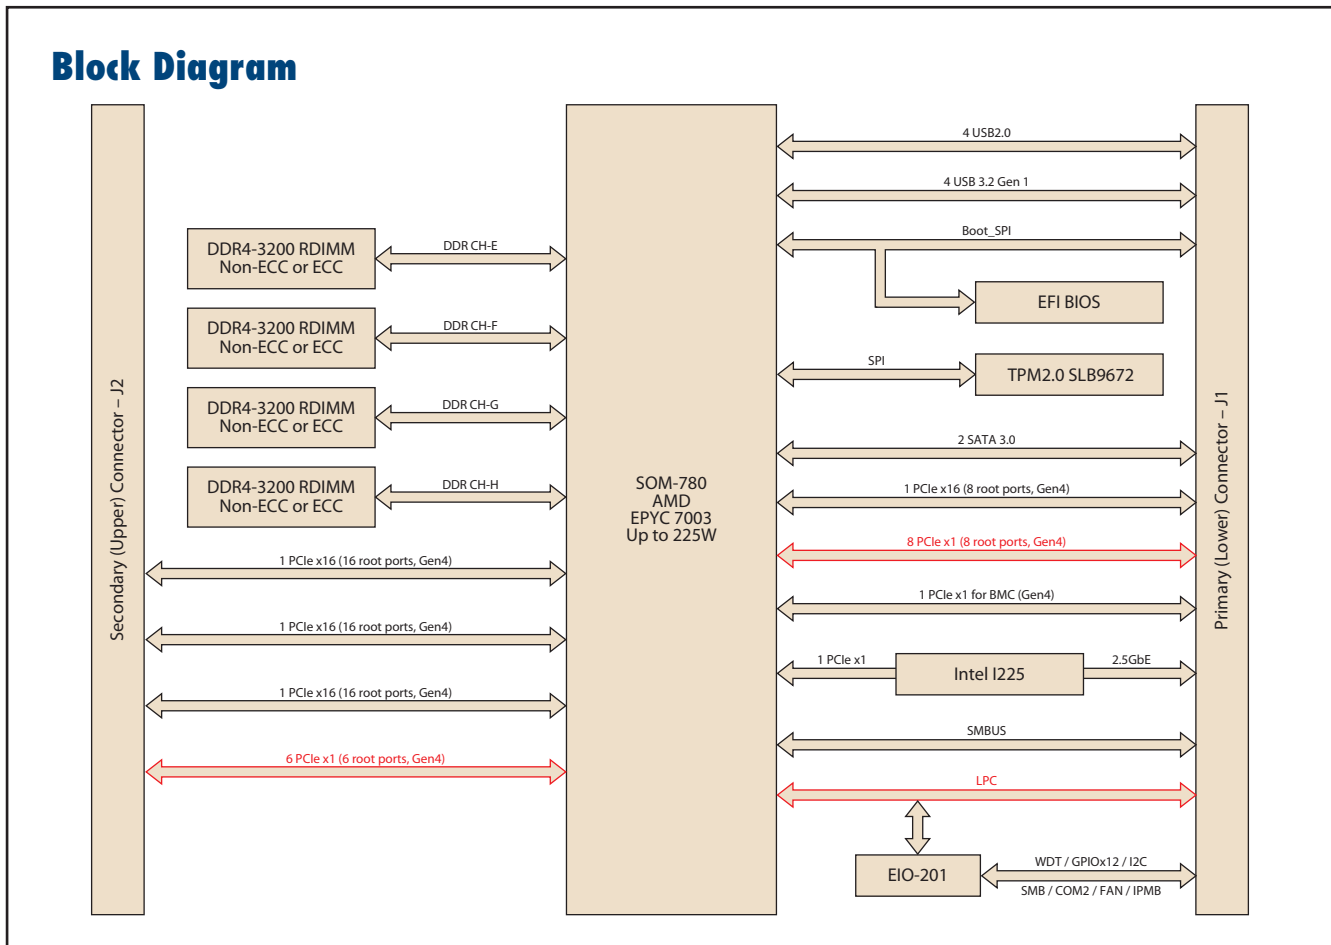 Block Diagram
Secondary (Upper) Connector – J2
DDR4-3200 RDIMM
Non-ECC or ECC
DDR CH-E
DDR4-3200 RDIMM
Non-ECC or ECC
DDR CH-F
DDR4-3200 RDIMM
Non-ECC or ECC
DDR CH-G
DDR4-3200 RDIMM
Non-ECC or ECC
DDR CH-H
1 PCIe x16 (16 root ports, Gen4)
1 PCIe x16 (16 root ports, Gen4)
1 PCIe x16 (16 root ports, Gen4)
6 PCIe x1 (6 root ports, Gen4)
SOM-780
AMD
EPYC 7003
Up to 225W
4 USB2.0
4 USB 3.2 Gen 1
Boot_SPI
EFI BIOS
SPI
TPM2.0 SLB9672
2 SATA 3.0
1 PCIe x16 (8 root ports, Gen4)
8 PCIe x1 (8 root ports, Gen4)
1 PCIe x1 for BMC (Gen4)
1 PCIe x1
Intel I225
2.5GbE
SMBUS
LPC
EIO-201
WDT / GPIOx12 / I2C
SMB / COM2 / FAN / IPMB
Primary (Lower) Connector – J1